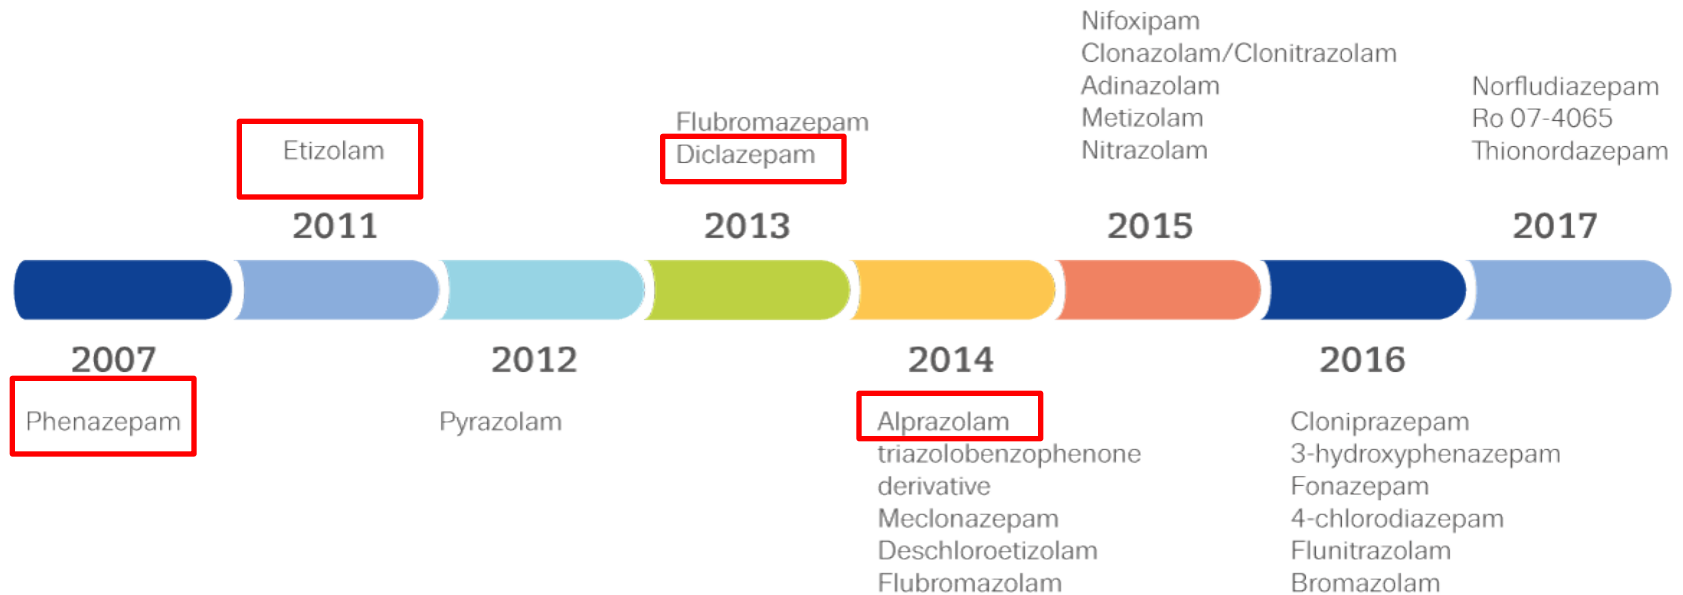 Etizolam
2011
Flubromazepam
Diclazepam
2013
Nifoxipam
Clonazolam/Clonitrazolam
Adinazolam
Metizolam
Nitrazolam
2015
Norfludiazepam
Ro 07-4065
Thionordazepam
2017
2007
Phenazepam
2012
Pyrazolam
2014
Alprazolam
triazolobenzophenone
derivative
Meclonazepam
Deschloroetizolam
Flubromazolam
2016
Cloniprazepam
3-hydroxyphenazepam
Fonazepam
4-chlorodiazepam
Flunitrazolam
Bromazolam